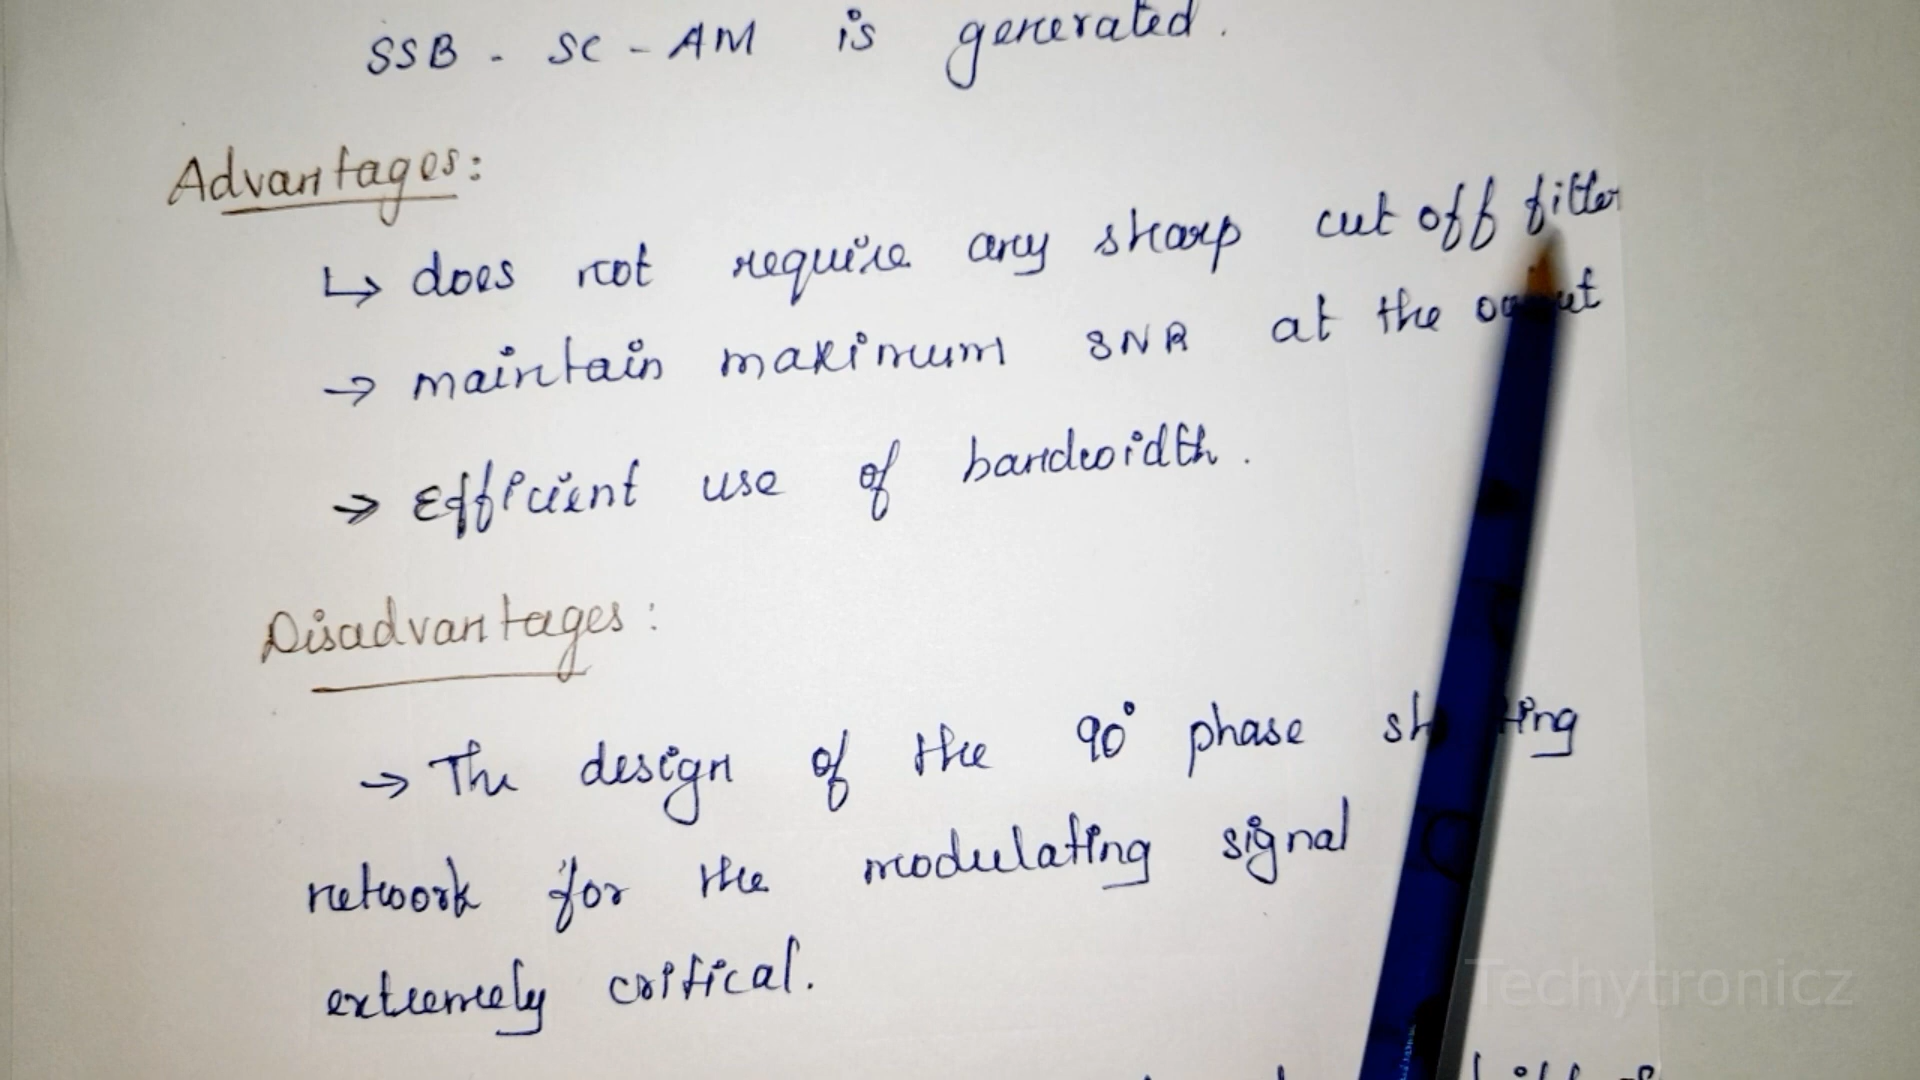 SSB - SC - AM is generated.
Advantages:
↳ does not require any sharp cut off filter
→ maintain maximum SNR at the
→ Efficient use of bandwidth.
Disadvantages:
→ The design of the 90° phase
network for the modulating signal
extremely critical.
Techytronicz